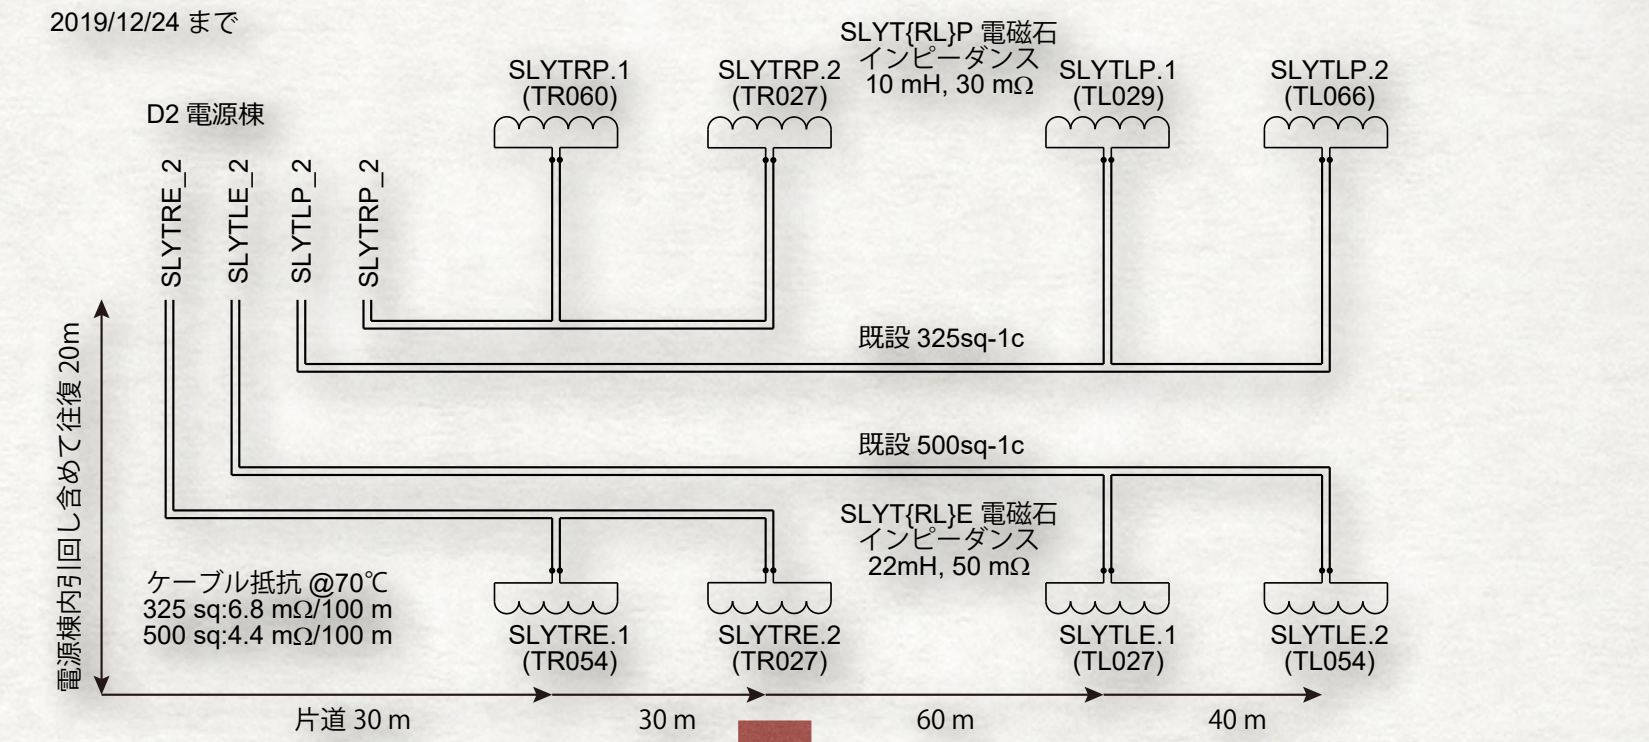 2019/12/24 まで
SLYT{RL}P 電磁石
インピーダンス
10 mH, 30 mΩ
SLYTRP.1
(TR060)
SLYTRP.2
(TR027)
SLYTLP.1
(TL029)
SLYTLP.2
(TL066)
D2 電源棟
SLYTRE_2
SLYTLE_2
SLYTLP_2
SLYTRP_2
既設 325sq-1c
既設 500sq-1c
電源棟内引回し含めて往復 20m
SLYT{RL}E 電磁石
インピーダンス
22mH, 50 mΩ
ケーブル抵抗 @70℃
325 sq:6.8 mΩ/100 m
500 sq:4.4 mΩ/100 m
SLYTRE.1
(TR054)
SLYTRE.2
(TR027)
SLYTLE.1
(TL027)
SLYTLE.2
(TL054)
片道 30 m
30 m
60 m
40 m